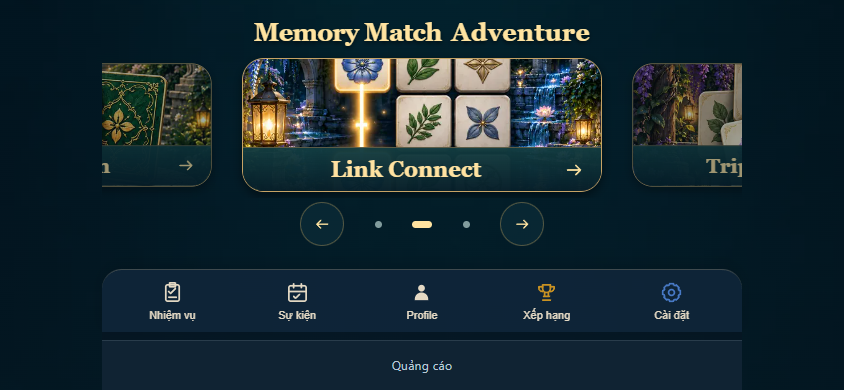 Memory Match Adventure
Link Connect
Nhiệm vụ
Sự kiện
Profile
Xếp hạng
Cài đặt
Quảng cáo